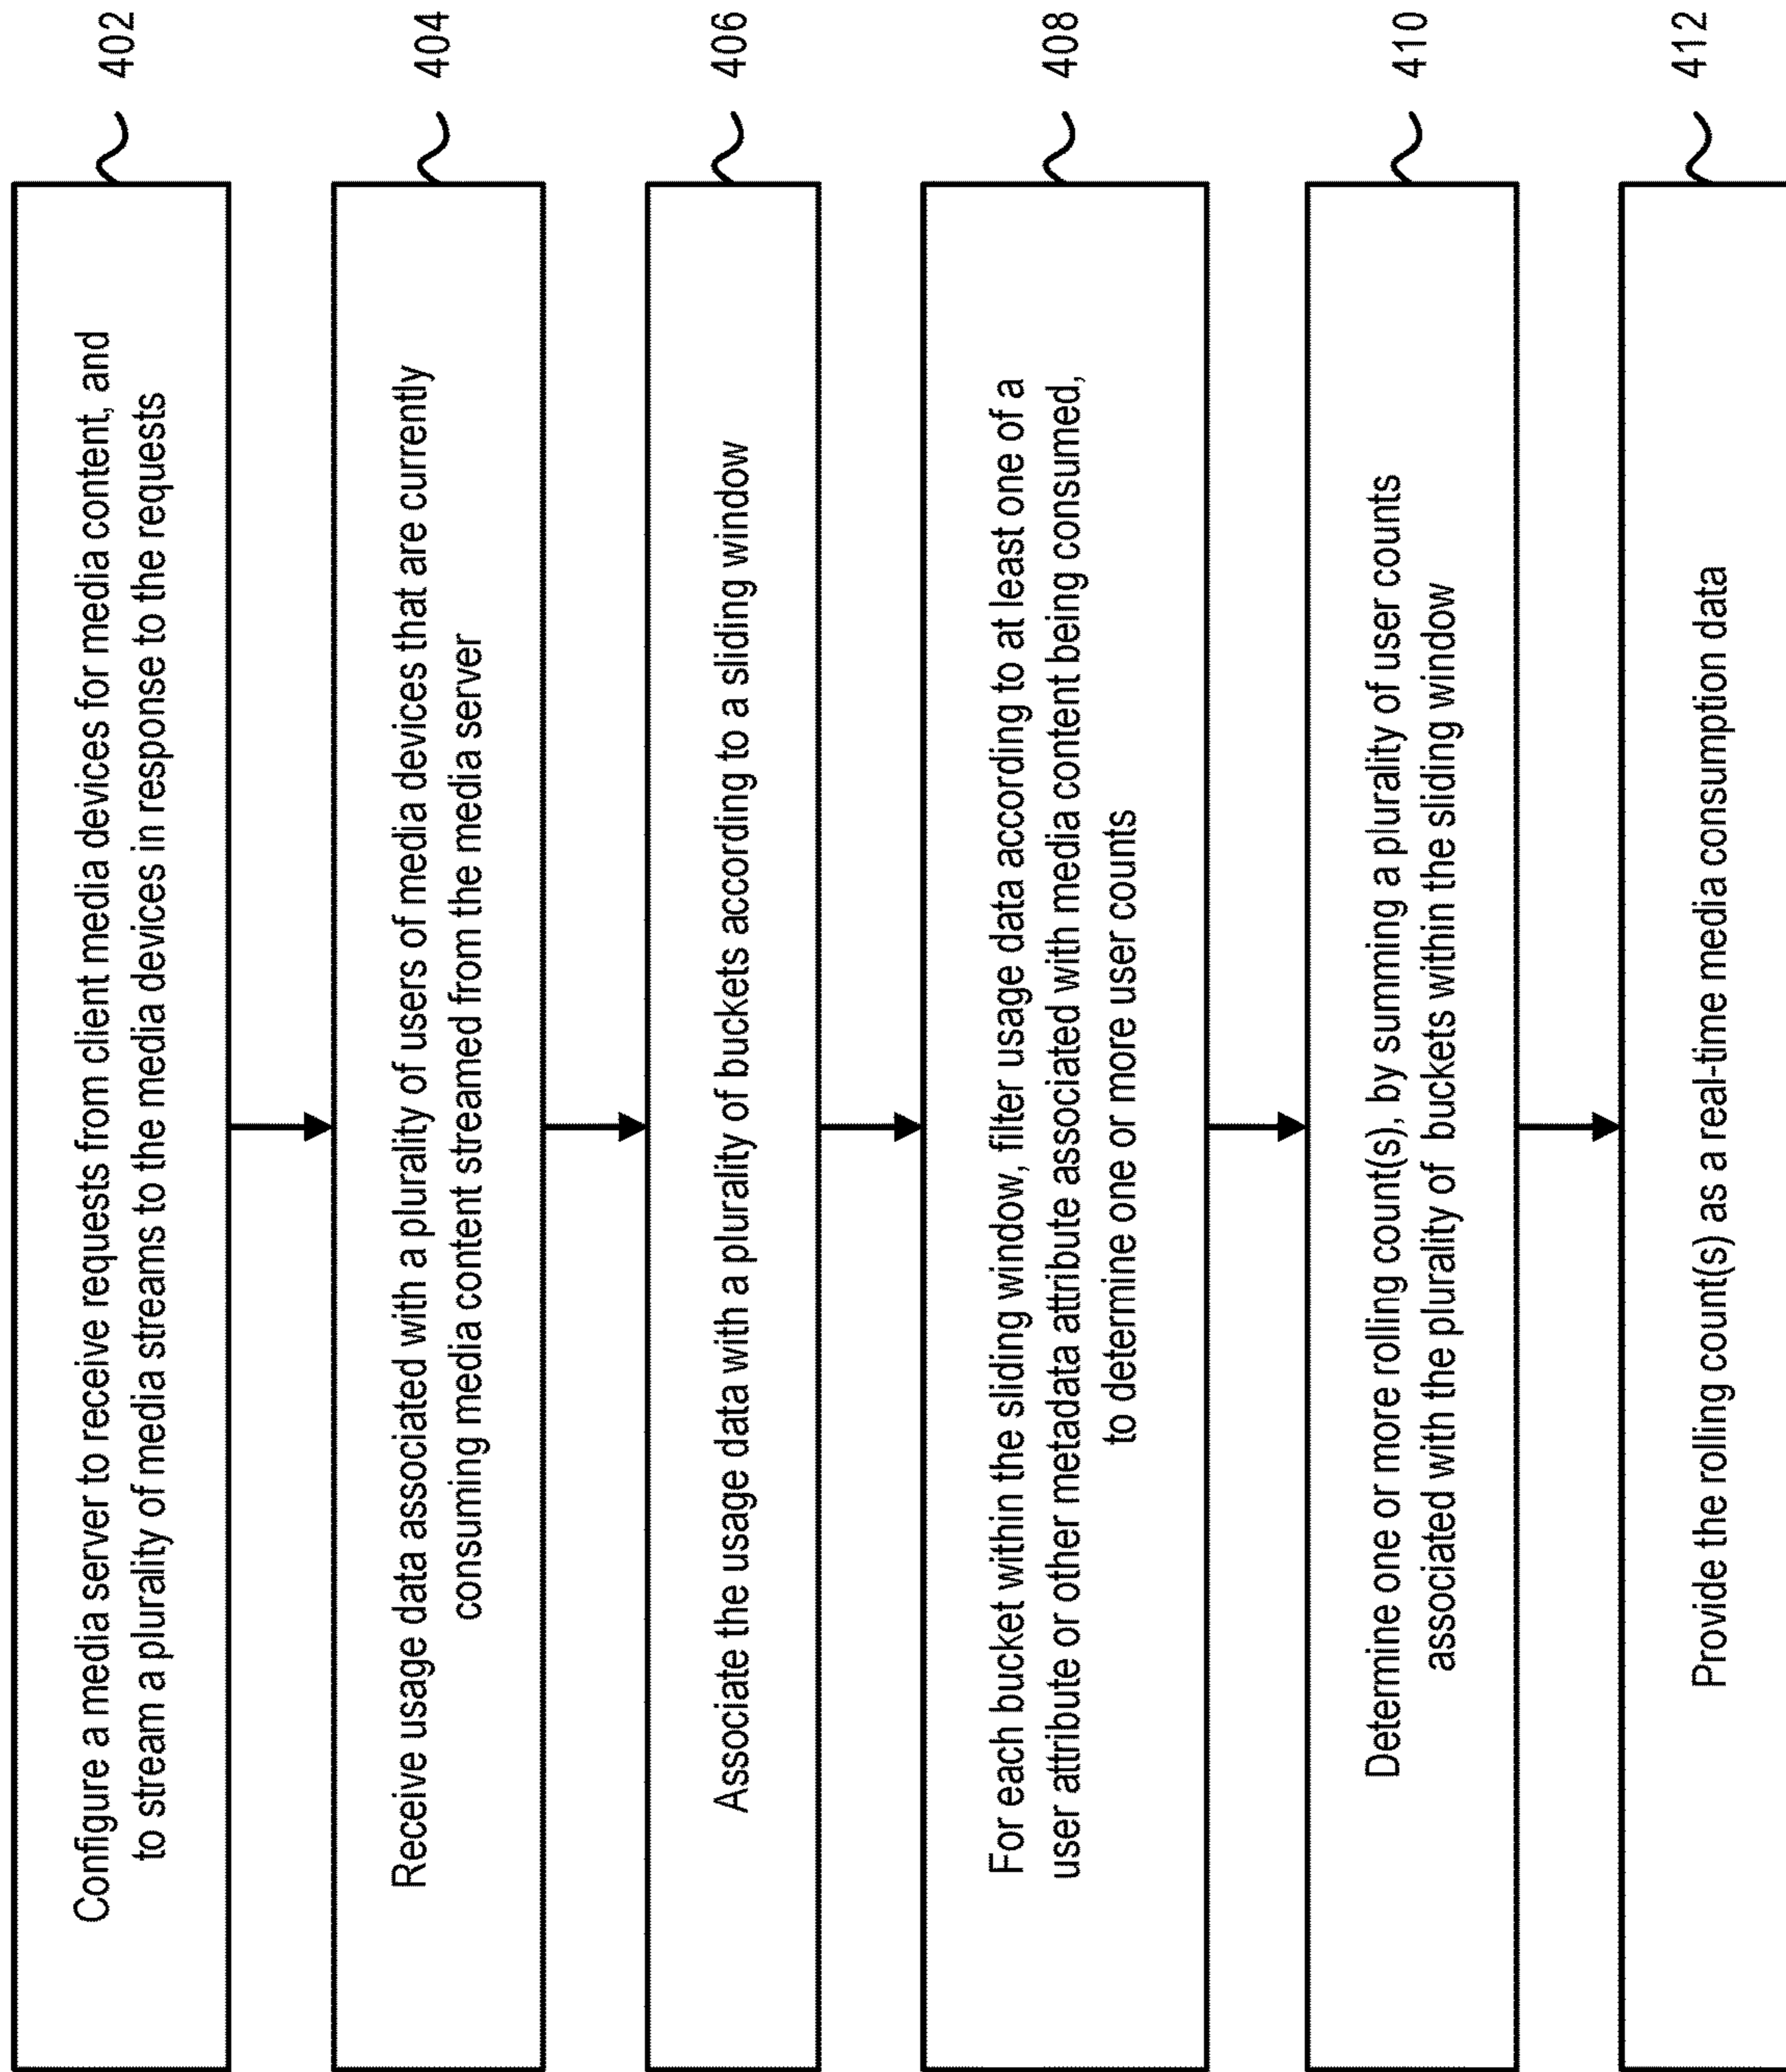 Configure a media server to receive requests from client media devices for media content, and
to stream a plurality of media streams to the media devices in response to the requests
402
Receive usage data associated with a plurality of users of media devices that are currently
consuming media content streamed from the media server
404
Associate the usage data with a plurality of buckets according to a sliding window
406
For each bucket within the sliding window, filter usage data according to at least one of a
user attribute or other metadata attribute associated with media content being consumed,
to determine one or more user counts
408
Determine one or more rolling count(s), by summing a plurality of user counts
associated with the plurality of buckets within the sliding window
410
Provide the rolling count(s) as a real-time media consumption data
412